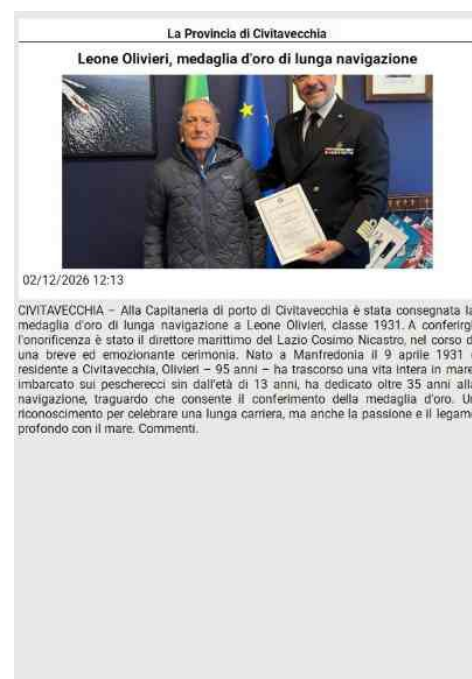 La Provincia di Civitavecchia
Leone Olivieri, medaglia d'oro di lunga navigazione
02/12/2026 12:13
CIVITAVECCHIA – Alla Capitaneria di porto di Civitavecchia è stata consegnata la
medaglia d'oro di lunga navigazione a Leone Olivieri, classe 1931. A conferirgl
l'onorificenza è stato il direttore marittimo del Lazio Cosimo Nicastro, nel corso d
una breve ed emozionante cerimonia. Nato a Manfredonia il 9 aprile 1931
residente a Civitavecchia, Olivieri – 95 anni – ha trascorso una vita intera in mare
imbarcato sui pescherecci sin dall'età di 13 anni, ha dedicato oltre 35 anni alla
navigazione, traguardo che consente il conferimento della medaglia d'oro. Un
riconoscimento per celebrare una lunga carriera, ma anche la passione e il legame
profondo con il mare. Commenti.